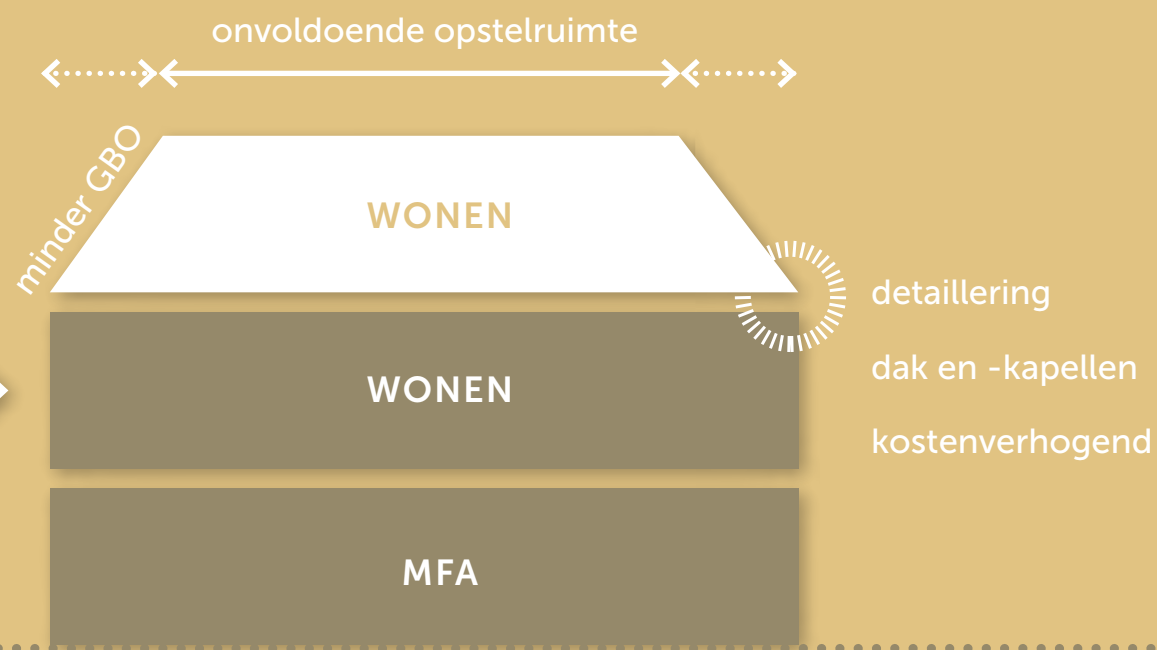 onvoldoende opstelruimte
minder GBO
WONEN
detaillering
dak en -kapellen
WONEN
kostenverhogend
MFA